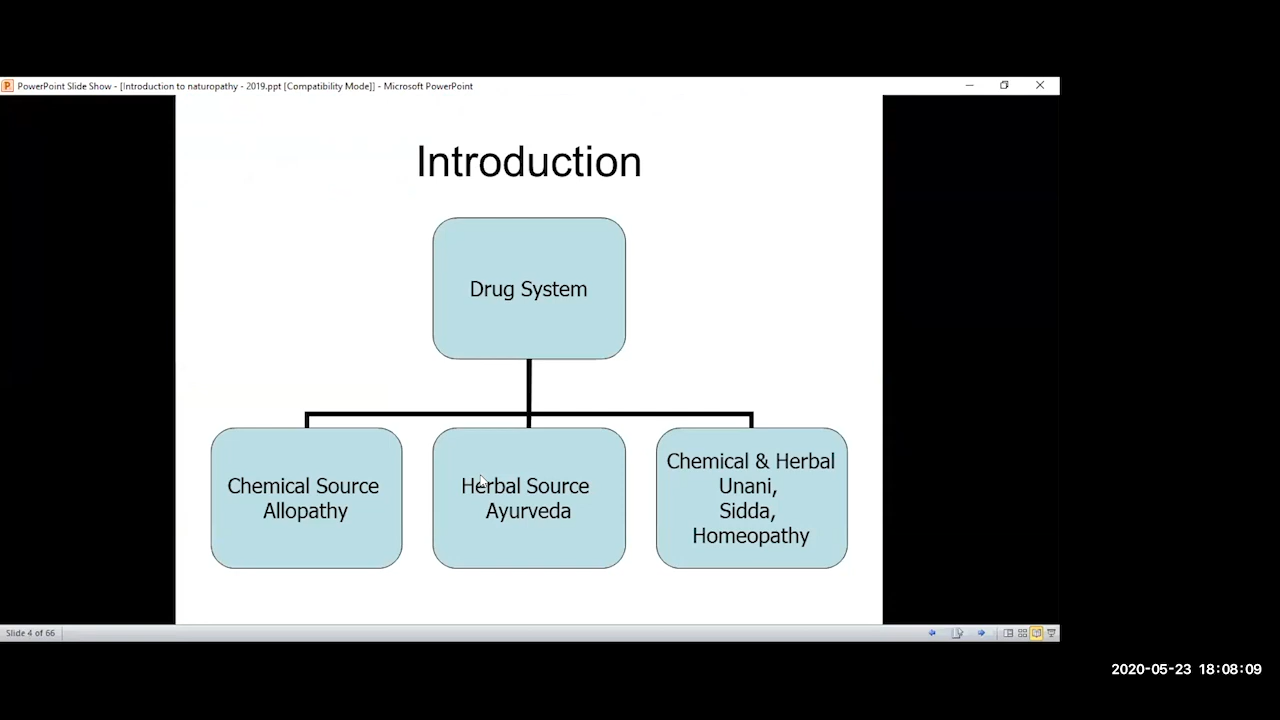 PowerPoint Slide Show - [Introduction to naturopathy - 2019.ppt [Compatibility Mode]] - Microsoft PowerPoint
Introduction
Drug System
Chemical Source
Allopathy
Herbal Source
Ayurveda
Chemical & Herbal
Unani,
Sidda,
Homeopathy
Slide 4 of 66
2020-05-23 18:08:09